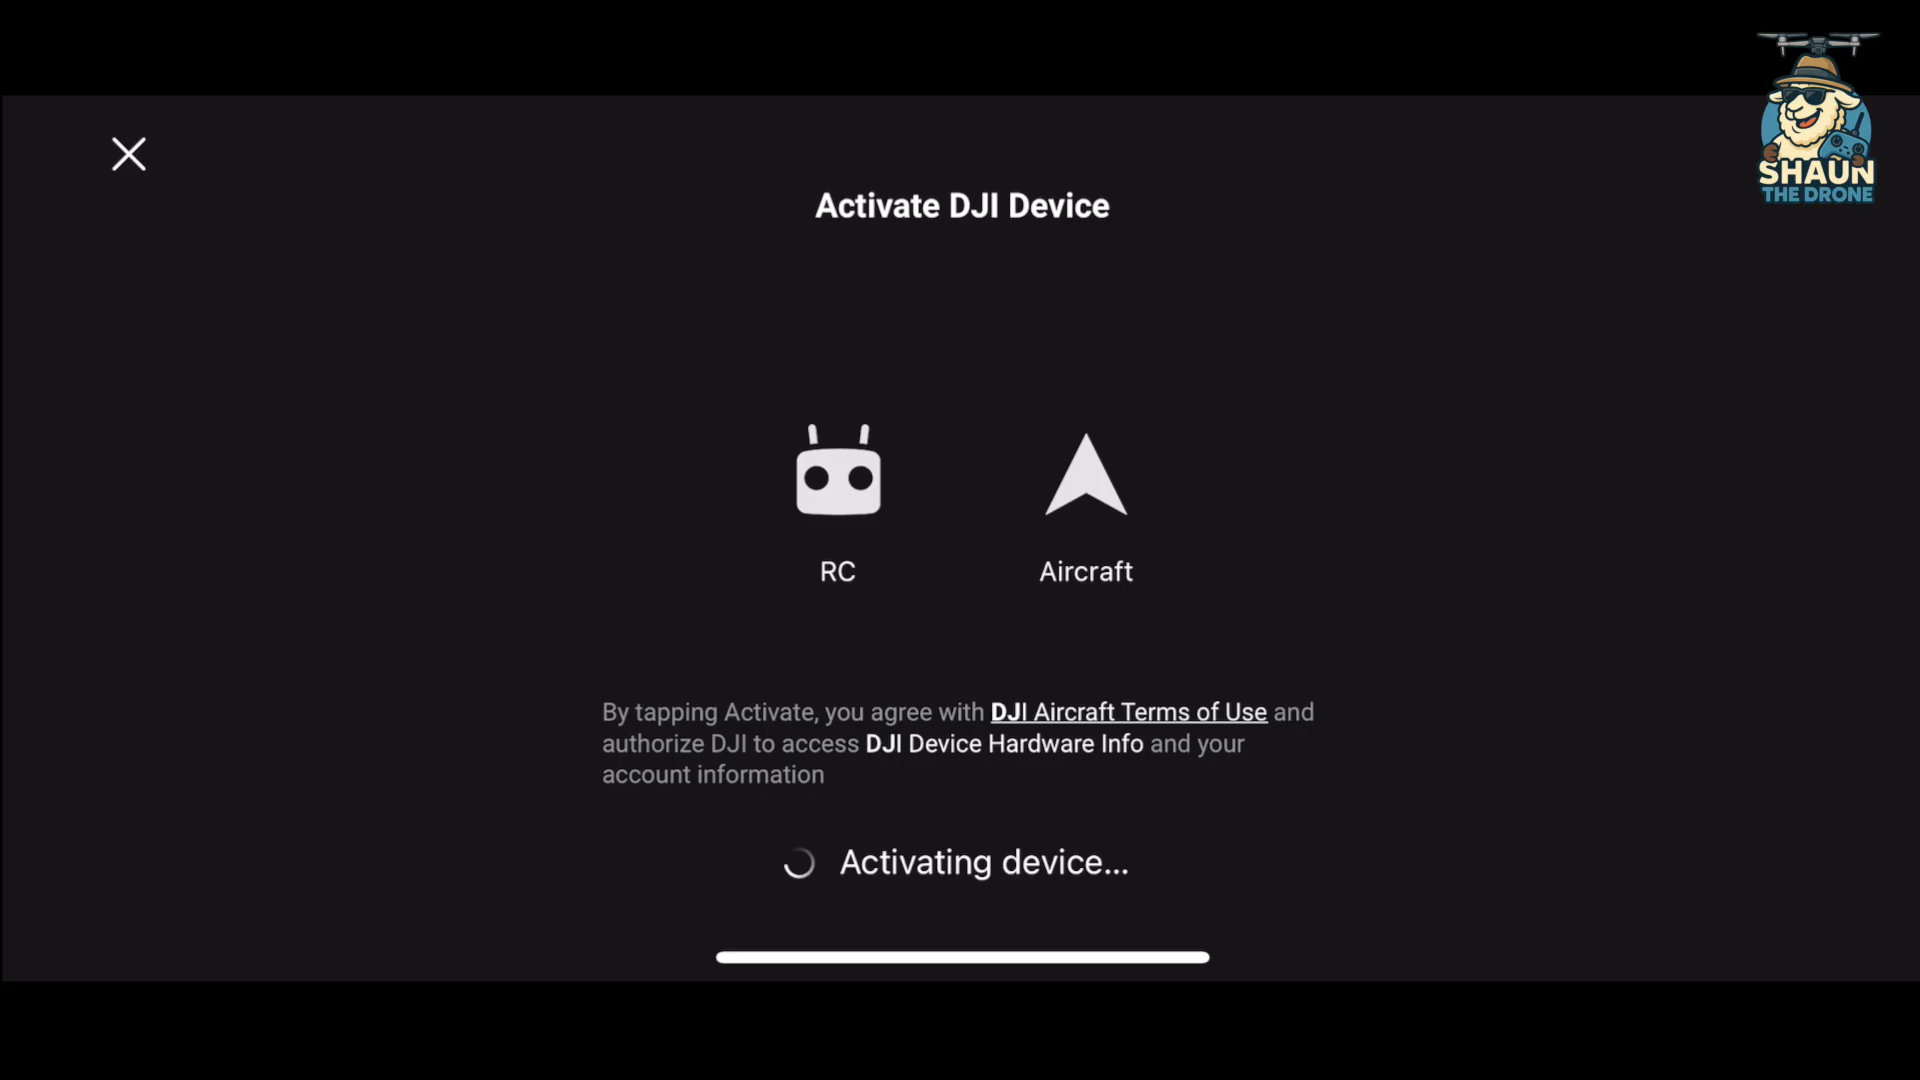 SHAUN
THE DRONE
Activate DJI Device
RC
Aircraft
By tapping Activate, you agree with DJI Aircraft Terms of Use and
authorize DJI to access DJI Device Hardware Info and your
account information
Activating device...